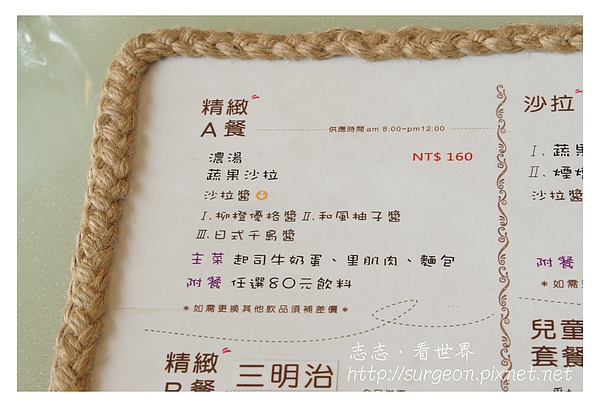 精緻
A餐
供應時間am 8:00~pm12:00
濃湯
NT$ 160
蔬果沙拉
沙拉醬
I.柳橙優格醬 II.和風柚子醬
III.日式千島醬
主菜 起司牛奶蛋、里肌肉、麵包
附餐 任選80元飲料
*如需更換其他飲品須補差價*
精緻
B餐
三明治
沙拉
I. 蔬果
II. 煙燻
沙拉醬
附餐
*如需
兒童
套餐
志志、看世界
http://surgeon.pixnet.net